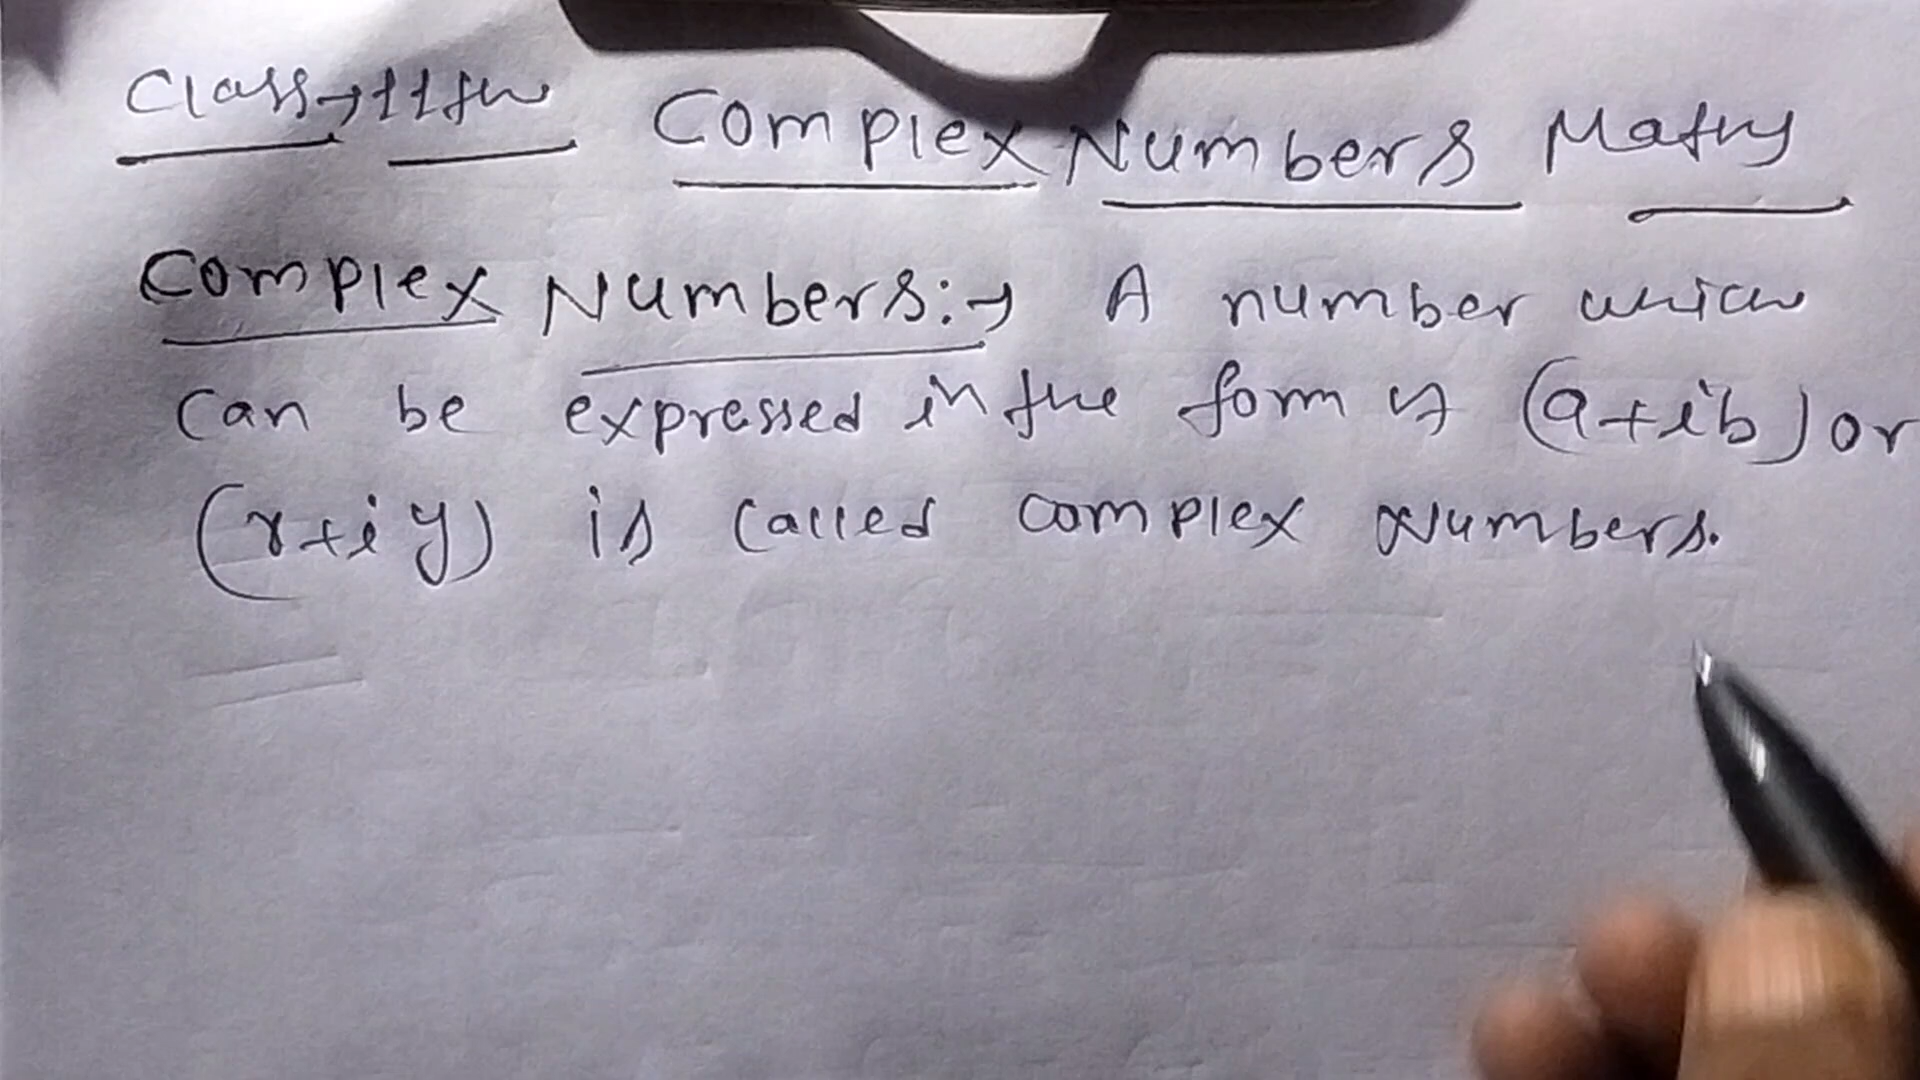 Class→11th Complex Numbers Maths
Complex Numbers:→ A number which
can be expressed in the form of (a+ib) or
(x+iy) is called complex Numbers.